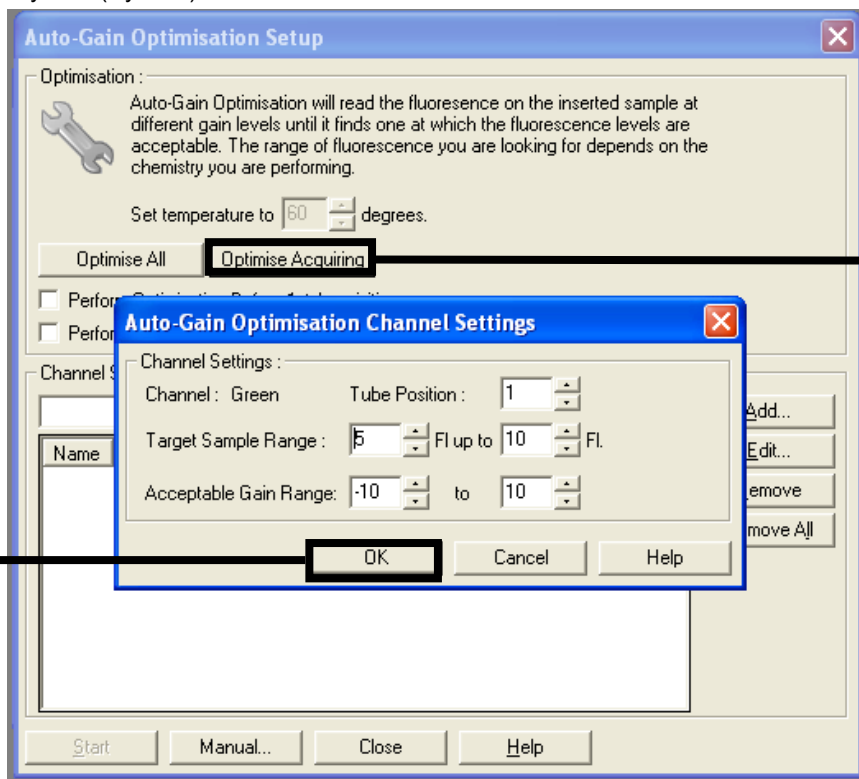 Auto-Gain Optimisation Setup
Optimisation :
Auto-Gain Optimisation will read the fluoresence on the inserted sample at
different gain levels until it finds one at which the fluorescence levels are
acceptable. The range of fluorescence you are looking for depends on the
chemistry you are performing.
Set temperature to 60 degrees.
Optimise All Optimise Acquiring
Perfor
Perfor
Auto-Gain Optimisation Channel Settings
Channel Settings :
Channel : Green Tube Position : 1
Target Sample Range : 5 Fl up to 10 Fl.
Acceptable Gain Range: -10 to 10
OK Cancel Help
Channel S
Name
Add...
Edit...
emove
move All
Start Manual... Close Help